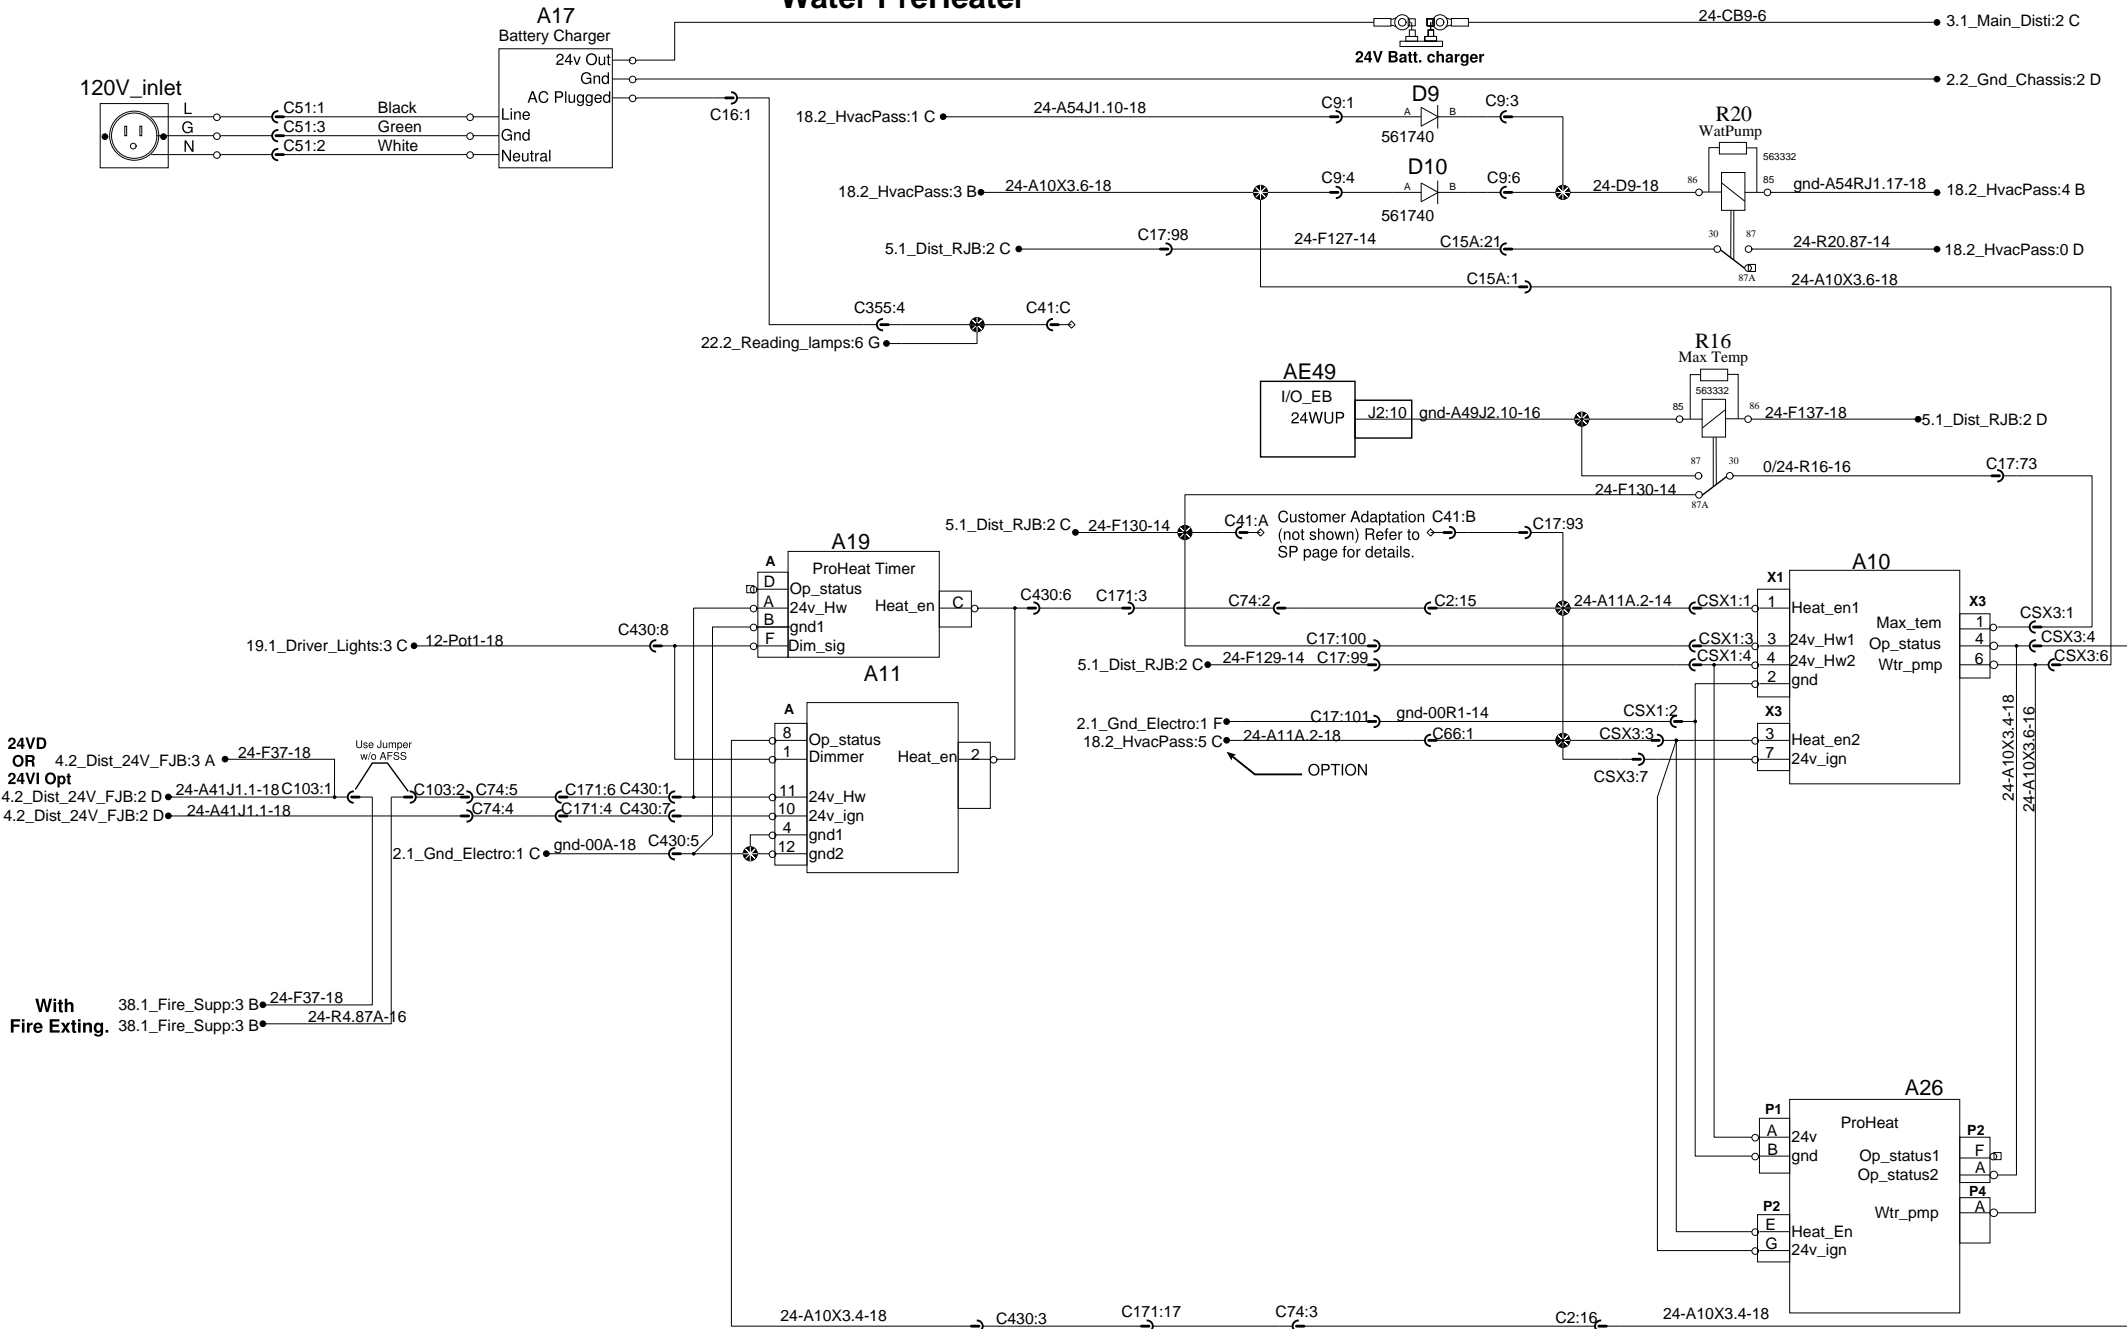 Water PreHeater
A17
Battery Charger
24v Out
Gnd
AC Plugged
Line
Gnd
Neutral
120V_inlet
L C51:1 Black
G C51:3 Green
N C51:2 White
C16:1
24V Batt. charger
24-CB9-6
3.1_Main_Disti:2 C
2.2_Gnd_Chassis:2 D
18.2_HvacPass:1 C
24-A54J1.10-18
C9:1
D9
A B
561740
C9:3
18.2_HvacPass:3 B
24-A10X3.6-18
C9:4
D10
A B
561740
C9:6
24-D9-18
R20
WatPump
563332
86 85
gnd-A54RJ1.17-18
18.2_HvacPass:4 B
5.1_Dist_RJB:2 C
C17:98
24-F127-14
C15A:21
30 87
87A
24-R20.87-14
18.2_HvacPass:0 D
C15A:1
24-A10X3.6-18
C355:4
C41:C
22.2_Reading_lamps:6 G
AE49
I/O_EB
24WUP
J2:10
gnd-A49J2.10-16
R16
Max Temp
563332
85 86
24-F137-18
5.1_Dist_RJB:2 D
87 30
0/24-R16-16
C17:73
24-F130-14
87A
5.1_Dist_RJB:2 C
24-F130-14
C41:A
Customer Adaptation
(not shown) Refer to
SP page for details.
C41:B
C17:93
A19
ProHeat Timer
A
D Op_status
A 24v_Hw
B gnd1
F Dim_sig
Heat_en C
C430:6
C171:3
C74:2
C2:15
24-A11A.2-14
CSX1:1
19.1_Driver_Lights:3 C
12-Pot1-18
C430:8
C17:100
CSX1:3
5.1_Dist_RJB:2 C
24-F129-14
C17:99
CSX1:4
A10
X1
1 Heat_en1
3 24v_Hw1
4 24v_Hw2
2 gnd
X3
3 Heat_en2
7 24v_ign
X3
Max_tem 1
Op_status 4
Wtr_pmp 6
CSX3:1
CSX3:4
CSX3:6
24-A10X3.4-18
24-A10X3.6-16
2.1_Gnd_Electro:1 F
C17:101
gnd-00R1-14
CSX1:2
18.2_HvacPass:5 C
24-A11A.2-18
C66:1
CSX3:3
CSX3:7
OPTION
A11
A
8 Op_status
1 Dimmer
11 24v_Hw
10 24v_ign
4 gnd1
12 gnd2
Heat_en 2
24VD
OR
24VI Opt
4.2_Dist_24V_FJB:3 A
24-F37-18
Use Jumper
w/o AFSS
4.2_Dist_24V_FJB:2 D
24-A41J1.1-18
C103:1
C103:2
C74:5
C171:6
C430:1
4.2_Dist_24V_FJB:2 D
24-A41J1.1-18
C74:4
C171:4
C430:7
2.1_Gnd_Electro:1 C
gnd-00A-18
C430:5
With
Fire Exting.
38.1_Fire_Supp:3 B
24-F37-18
38.1_Fire_Supp:3 B
24-R4.87A-16
A26
ProHeat
P1
A 24v
B gnd
P2
E Heat_En
G 24v_ign
P2
Op_status1 F
Op_status2 A
P4
Wtr_pmp A
24-A10X3.4-18
C430:3
C171:17
C74:3
C2:16
24-A10X3.4-18